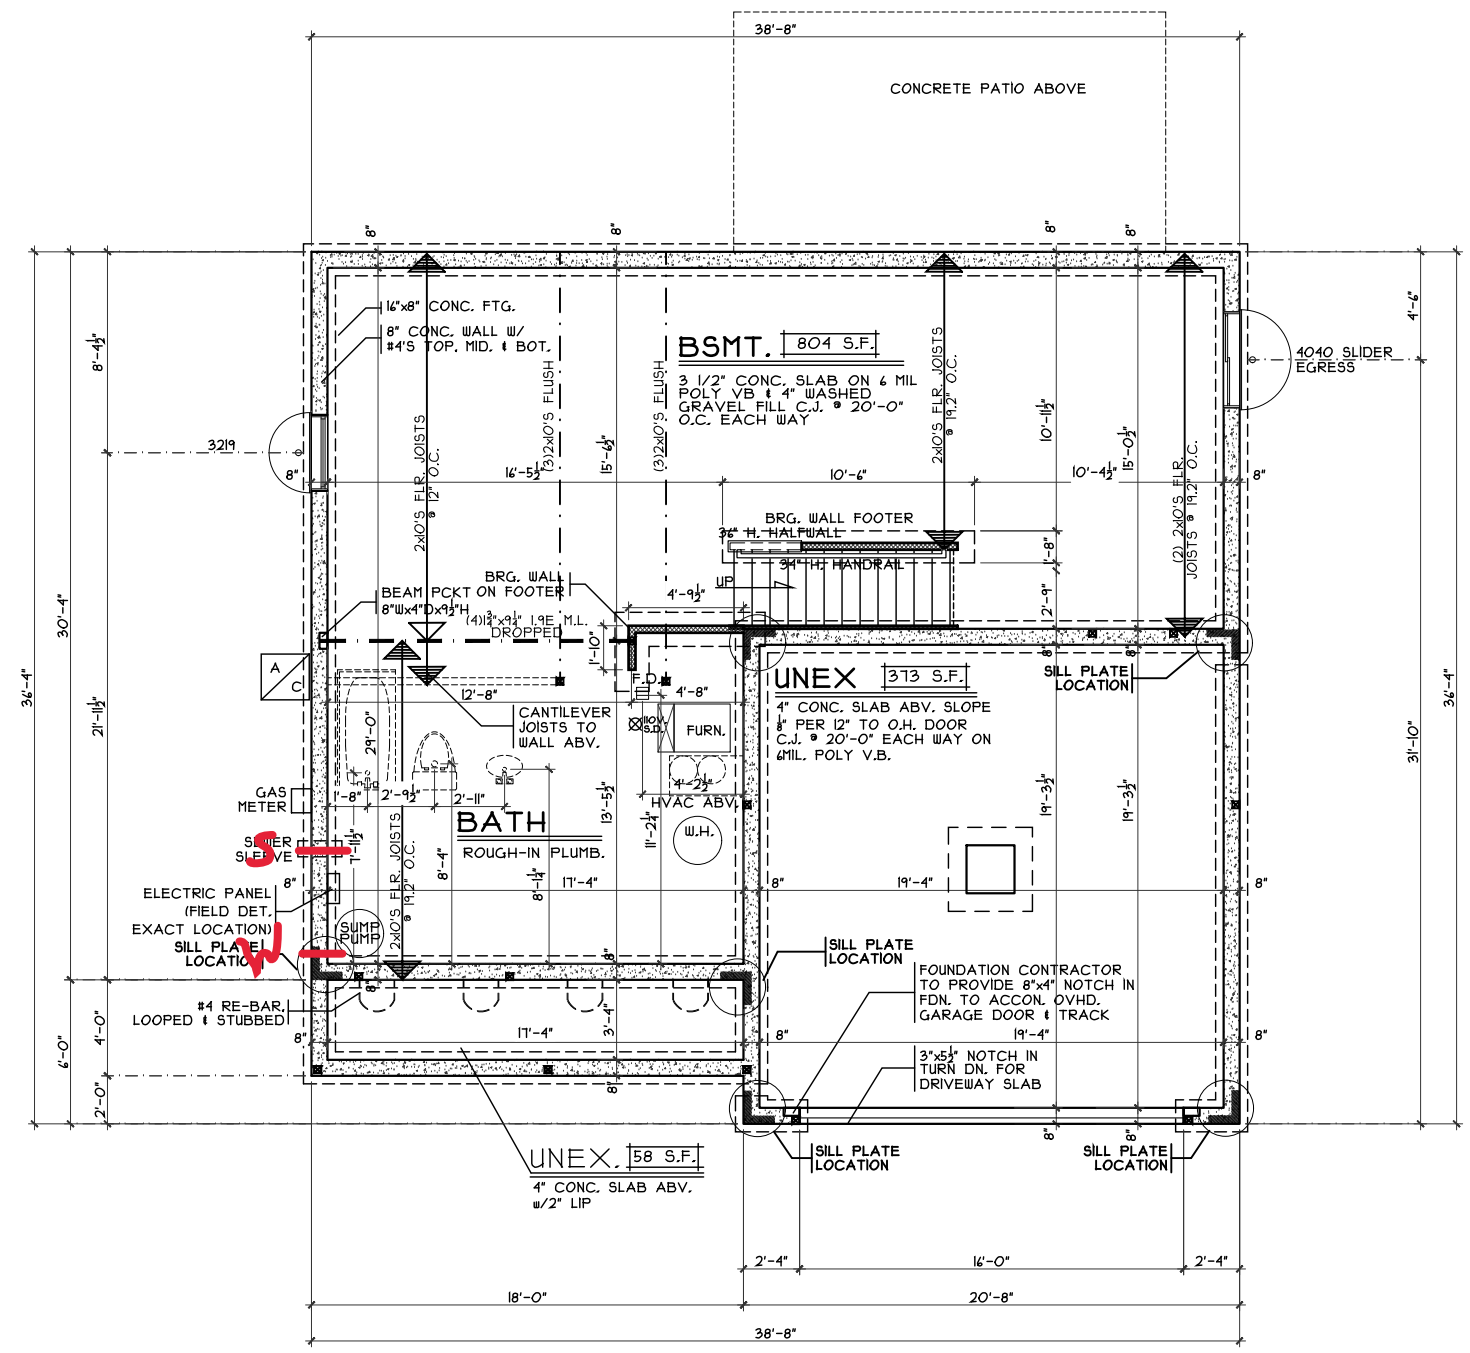 38'-8"
CONCRETE PATIO ABOVE
8"
8"
8"
8"
16"x8" CONC. FTG.
8" CONC. WALL W/
#4'S TOP, MID. & BOT.
BSMT. 804 S.F.
3 1/2" CONC. SLAB ON 6 MIL
POLY VB & 4" WASHED
GRAVEL FILL C.J. @ 20'-0"
O.C. EACH WAY
4'-6"
4040 SLIDER
EGRESS
8'-4½"
3219
(3)2x10'S FLUSH
(3)2x10'S FLUSH
2x10'S FLR. JOISTS
@ 19.2" O.C.
2x10'S FLR. JOISTS
@ 12" O.C.
10'-11½"
15'-6½"
15'-0½"
(2) 2x10'S FLR.
JOISTS @ 19.2" O.C.
8"
16'-5½"
10'-6"
10'-4½"
8"
BRG. WALL FOOTER
36" H. HALFWALL
34" H. HANDRAIL
UP
1'-8"
2'-9"
BRG. WALL
ON FOOTER
BEAM PCKT
8"Wx4"Dx9½"H
4'-9½"
(4)1¾"x9¼" 1.9E M.L.
DROPPED
1'-10"
30'-4"
36'-4"
21'-11½"
31'-10"
36'-4"
A
C
12'-8"
F.D.
4'-8"
110V.
S.D.
FURN.
8"
8"
UNEX 373 S.F.
4" CONC. SLAB ABV. SLOPE
⅛" PER 12" TO O.H. DOOR
C.J. @ 20'-0" EACH WAY ON
6MIL. POLY V.B.
SILL PLATE
LOCATION
CANTILEVER
JOISTS TO
WALL ABV.
29'-0"
GAS
METER
1'-8"
2'-9½"
2'-11"
4'-2½"
HVAC ABV.
W.H.
13'-5½"
11'-2¼"
19'-3½"
19'-3½"
BATH
ROUGH-IN PLUMB.
SEWER
SLEEVE
S
7'-11½"
8'-4"
8'-1¼"
2x10'S FLR. JOISTS
@ 19.2" O.C.
8"
17'-4"
8"
19'-4"
8"
ELECTRIC PANEL
(FIELD DET.
EXACT LOCATION)
SUMP
PUMP
SILL PLATE
LOCATION
W
SILL PLATE
LOCATION
8"
8"
FOUNDATION CONTRACTOR
TO PROVIDE 8"x4" NOTCH IN
FDN. TO ACCON. OVHD.
GARAGE DOOR & TRACK
#4 RE-BAR,
LOOPED & STUBBED
3'-4"
6'-0"
4'-0"
8"
17'-4"
8"
19'-4"
8"
3"x5½" NOTCH IN
TURN DN. FOR
DRIVEWAY SLAB
2'-0"
8"
8"
8"
UNEX. 58 S.F.
4" CONC. SLAB ABV.
w/2" LIP
SILL PLATE
LOCATION
SILL PLATE
LOCATION
2'-4"
16'-0"
2'-4"
18'-0"
20'-8"
38'-8"